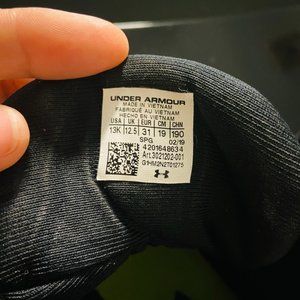 UNDER ARMOUR
MADE IN VIETNAM
FABRIQUÉ AU VIETNAM
HECHO EN VIETNAM
USA UK EUR CM CHN
13K 12.5 31 19 190
SPG 02/19
4201648634
Art.3021202-001
G1HM2N2T01275